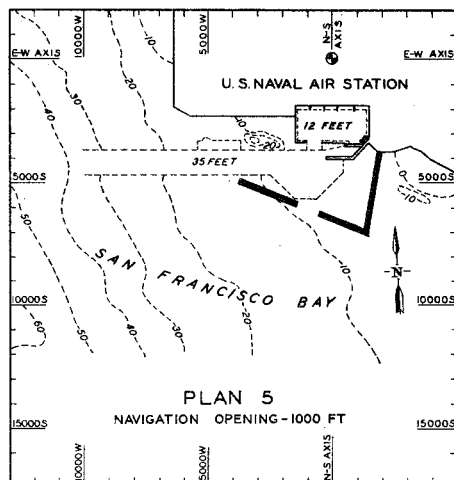 10000W
5000W
N-S
AXIS
E-W AXIS
E-W AXIS
-10
-20
-30
-40
U.S. NAVAL AIR STATION
-10
-20
12 FEET
35 FEET
0
-10
5000S
5000S
-50
-10
N
SAN FRANCISCO BAY
10000S
10000S
-60
-50
-40
-30
-20
PLAN 5
NAVIGATION OPENING-1000 FT
15000S
15000S
10000W
5000W
N-S AXIS